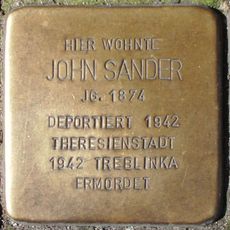 HIER WOHNTE
JOHN SANDER
JG. 1874
DEPORTIERT 1942
THERESIENSTADT
1942 TREBLINKA
ERMORDET